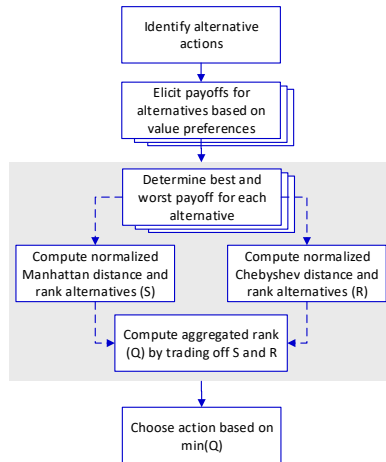 Identify alternative
actions
Elicit payoffs for
alternatives based on
value preferences
Determine best and
worst payoff for each
alternative
Compute normalized
Manhattan distance and
rank alternatives (S)
Compute normalized
Chebyshev distance and
rank alternatives (R)
Compute aggregated rank
(Q) by trading off S and R
Choose action based on
min(Q)